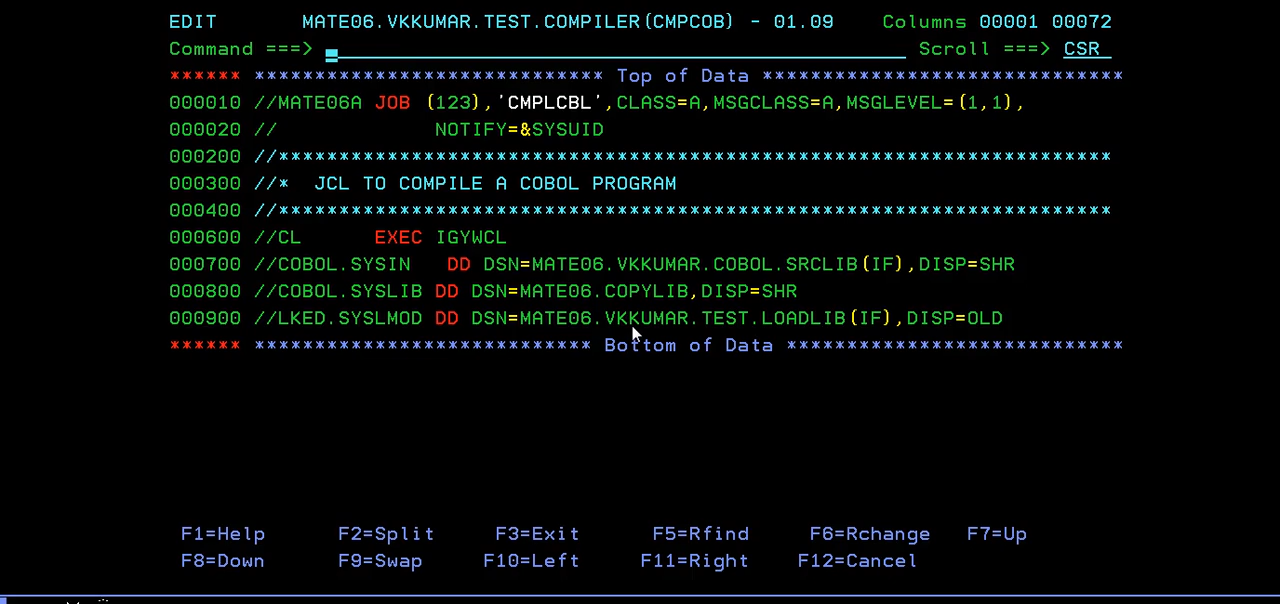 EDIT MATE06.VKKUMAR.TEST.COMPILER(CMPCOB) - 01.09 Columns 00001 00072
Command ===> Scroll ===> CSR
****** ***************************** Top of Data ******************************
000010 //MATE06A JOB (123),'CMPLCBL',CLASS=A,MSGCLASS=A,MSGLEVEL=(1,1),
000020 // NOTIFY=&SYSUID
000200 //*********************************************************************
000300 //* JCL TO COMPILE A COBOL PROGRAM
000400 //*********************************************************************
000600 //CL EXEC IGYWCL
000700 //COBOL.SYSIN DD DSN=MATE06.VKKUMAR.COBOL.SRCLIB(IF),DISP=SHR
000800 //COBOL.SYSLIB DD DSN=MATE06.COPYLIB,DISP=SHR
000900 //LKED.SYSLMOD DD DSN=MATE06.VKKUMAR.TEST.LOADLIB(IF),DISP=OLD
****** **************************** Bottom of Data ****************************
F1=Help F2=Split F3=Exit F5=Rfind F6=Rchange F7=Up
F8=Down F9=Swap F10=Left F11=Right F12=Cancel